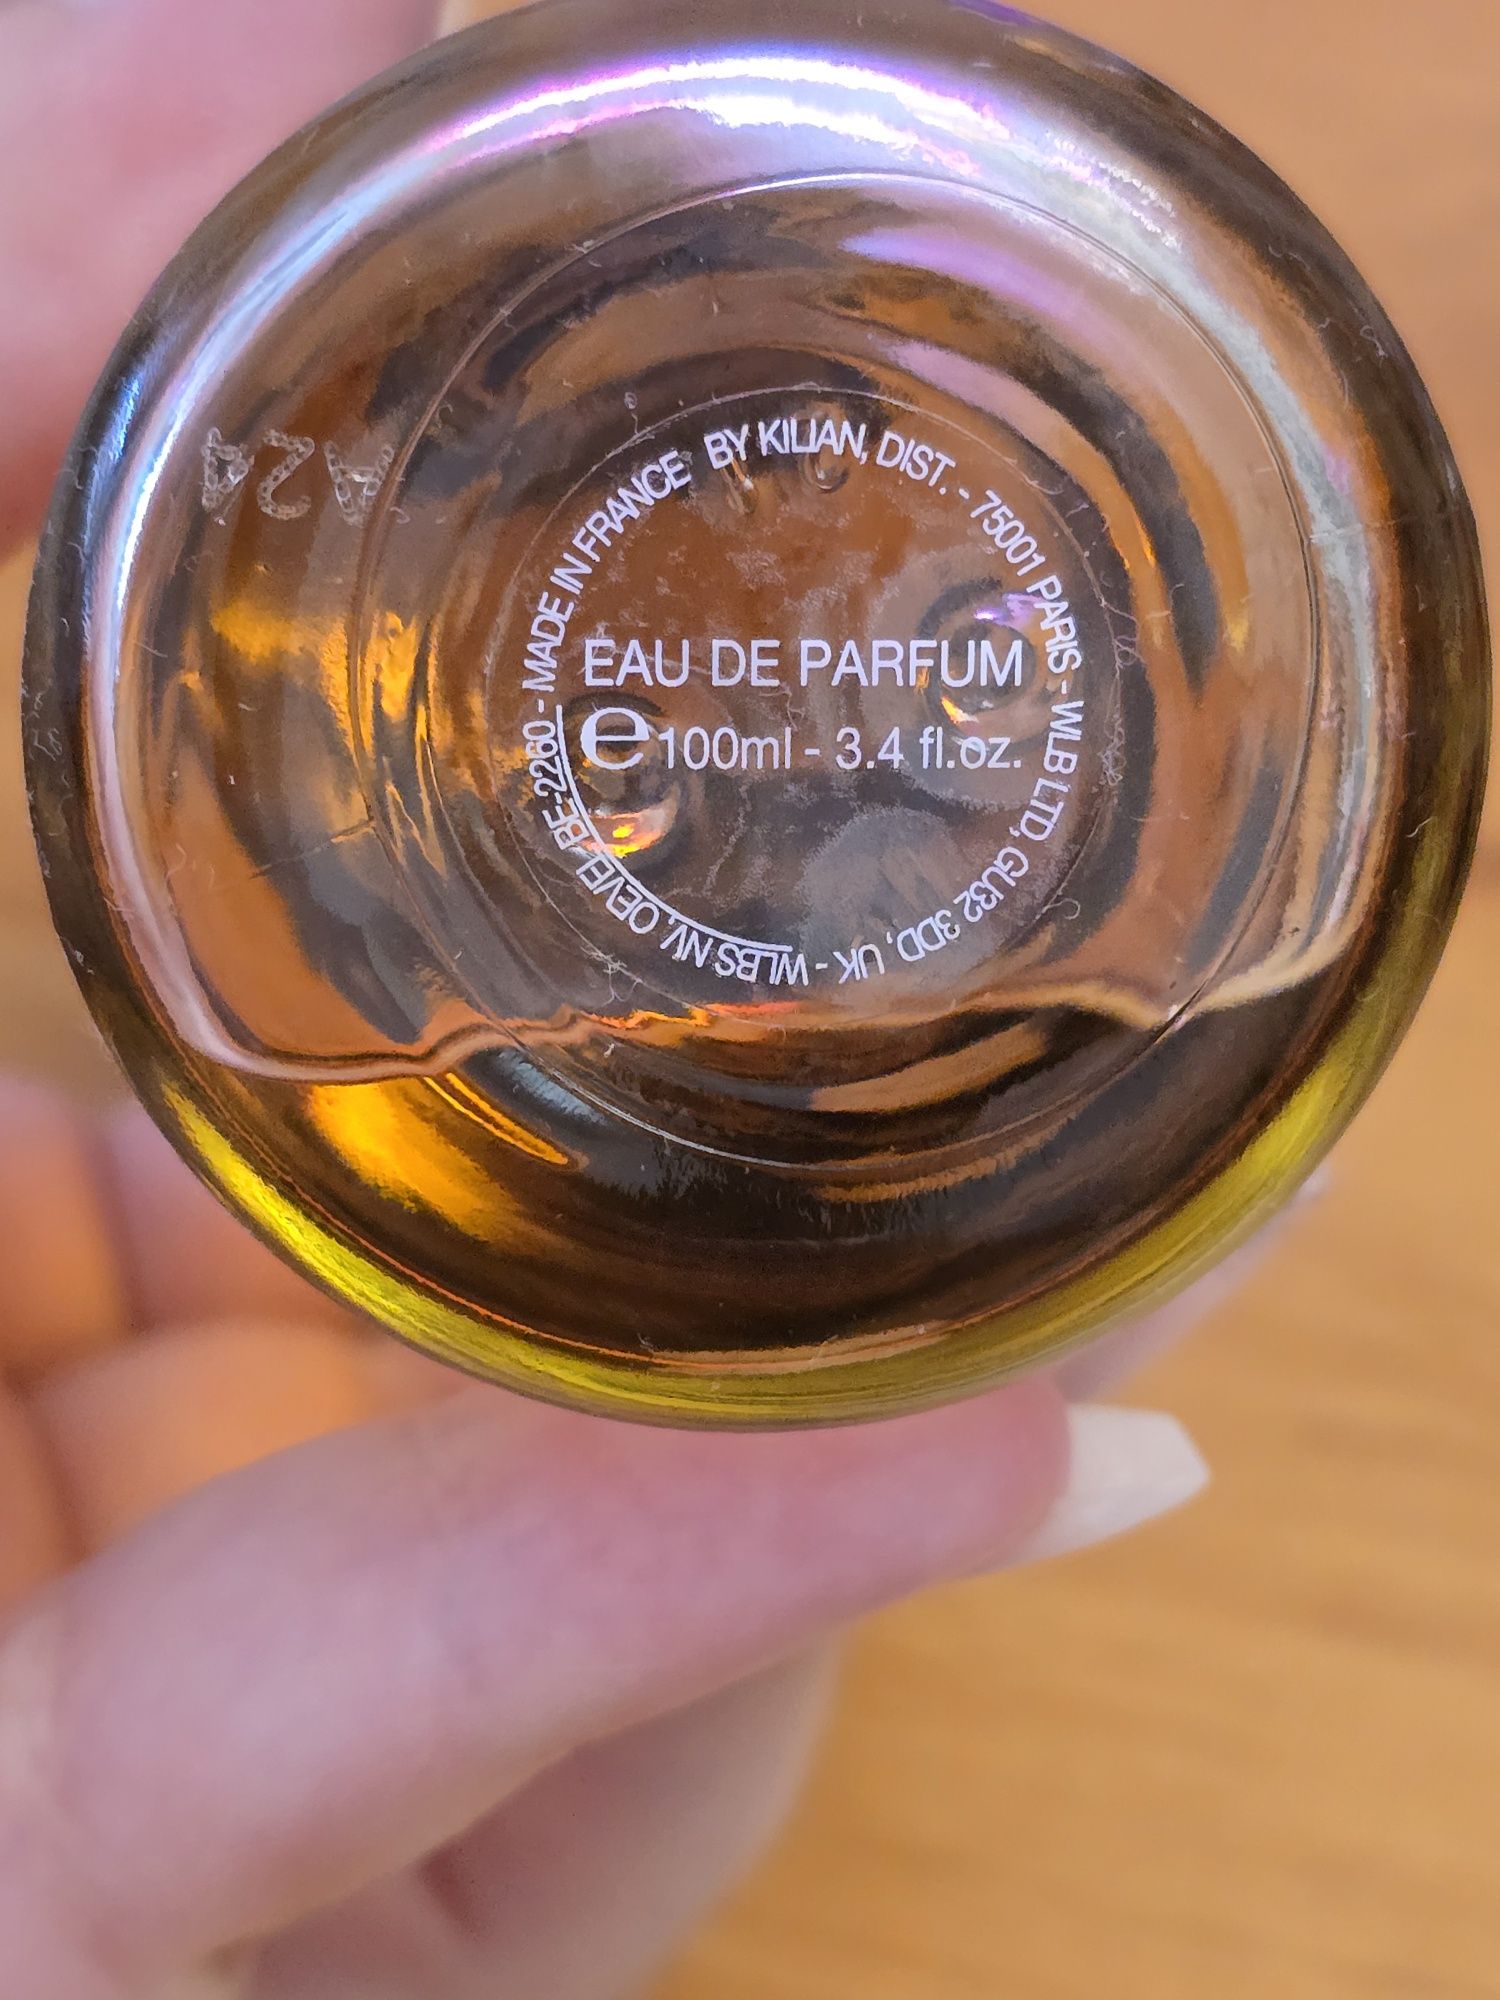 BY KILIAN, DIST. - 75001 PARIS - WLB LTD, GU32 3DD, UK - WLBS NV, OEVEL BE-2260 - MADE IN FRANCE
EAU DE PARFUM
e 100ml - 3.4 fl.oz.
A24